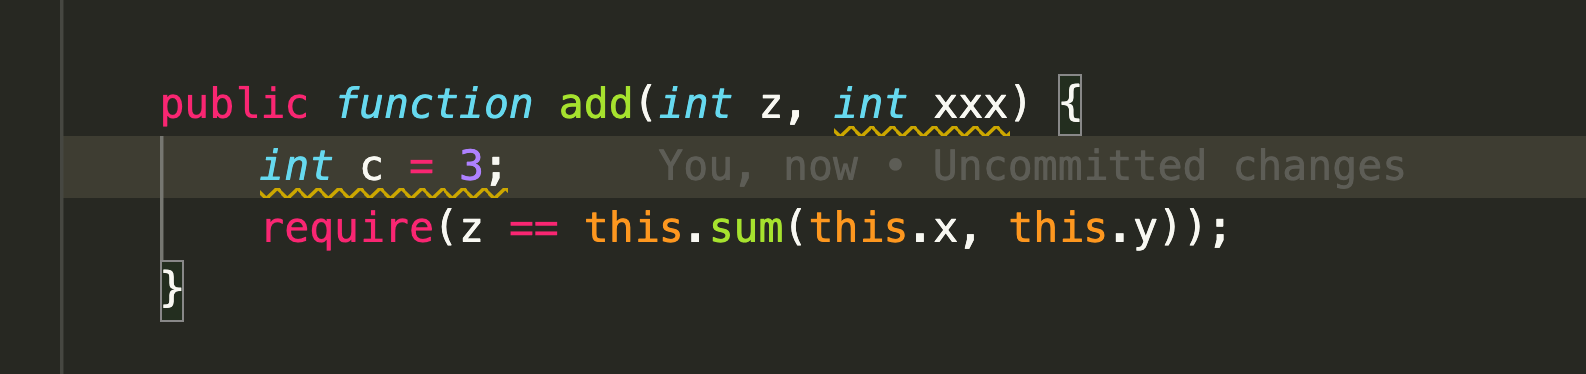 public function add(int z, int xxx) {
int c = 3; You, now • Uncommitted changes
require(z == this.sum(this.x, this.y));
}